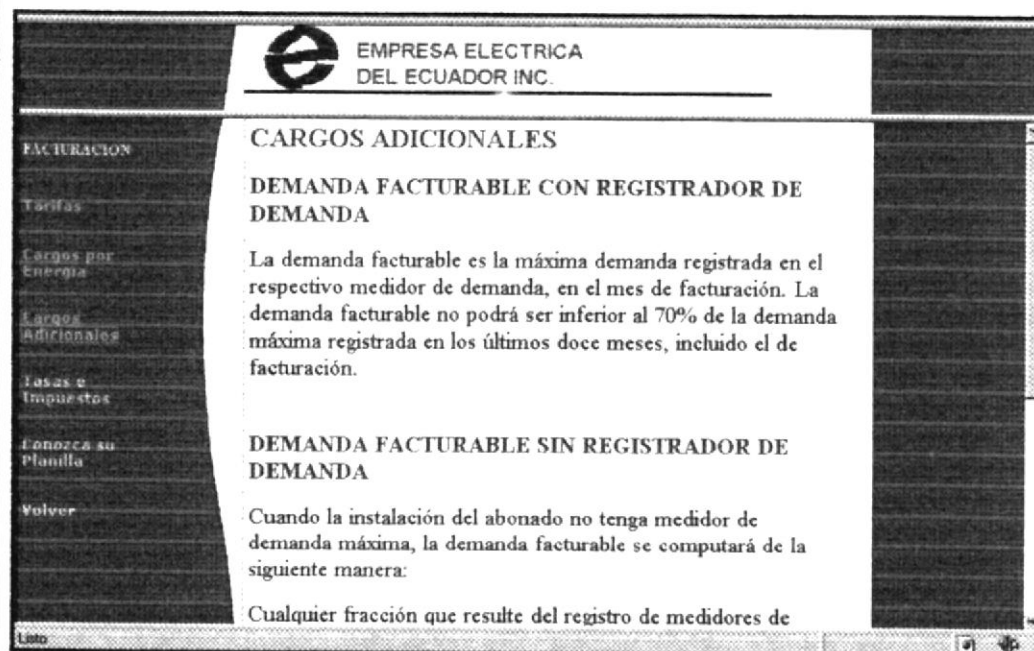 EMPRESA ELECTRICA
DEL ECUADOR INC.
FACTURACION
Tarifas
Cargos por
Energia
Cargos
Adicionales
Tasas e
Impuestos
Conozca su
Planilla
Volver
CARGOS ADICIONALES
DEMANDA FACTURABLE CON REGISTRADOR DE
DEMANDA
La demanda facturable es la máxima demanda registrada en el
respectivo medidor de demanda, en el mes de facturación. La
demanda facturable no podrá ser inferior al 70% de la demanda
máxima registrada en los últimos doce meses, incluido el de
facturación.
DEMANDA FACTURABLE SIN REGISTRADOR DE
DEMANDA
Cuando la instalación del abonado no tenga medidor de
demanda máxima, la demanda facturable se computará de la
siguiente manera:
Cualquier fracción que resulte del registro de medidores de
Listo